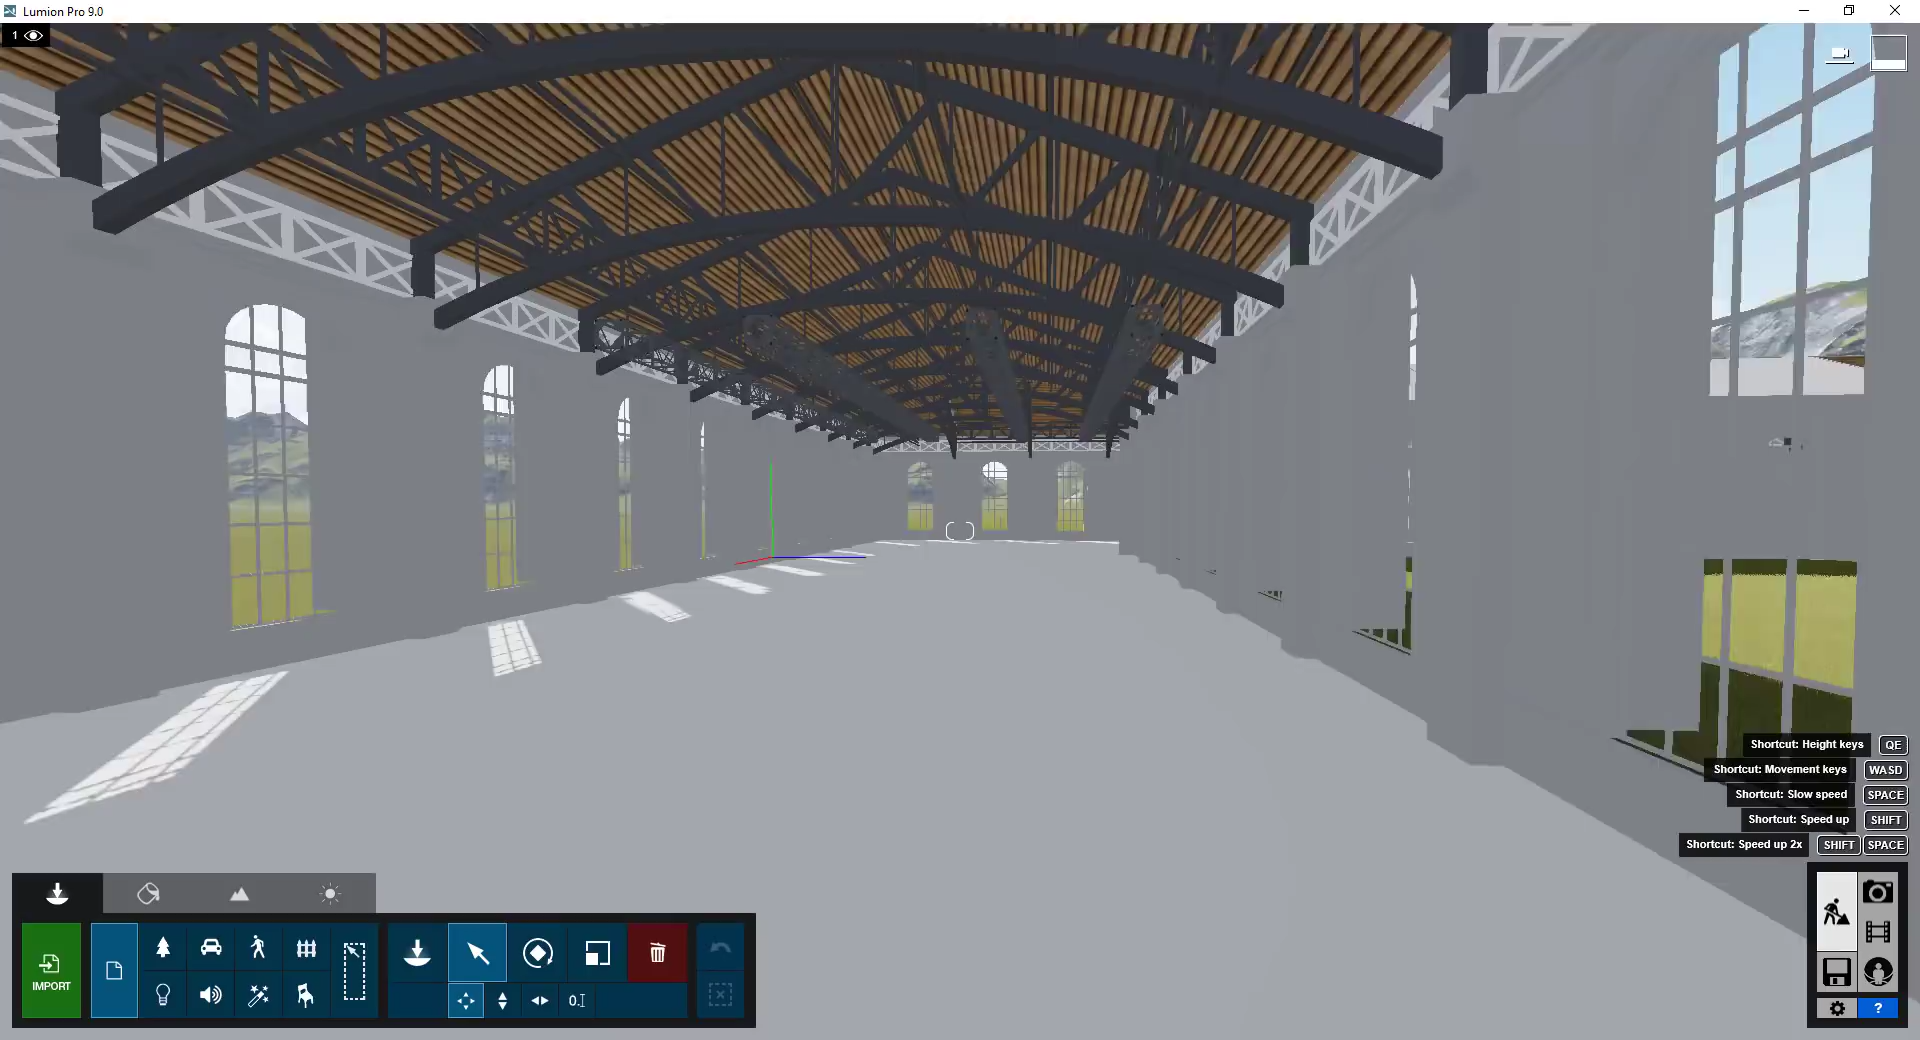 Lumion Pro 9.0
1
Shortcut: Height keys QE
Shortcut: Movement keys WASD
Shortcut: Slow speed SPACE
Shortcut: Speed up SHIFT
Shortcut: Speed up 2x SHIFT SPACE
IMPORT
0.
?